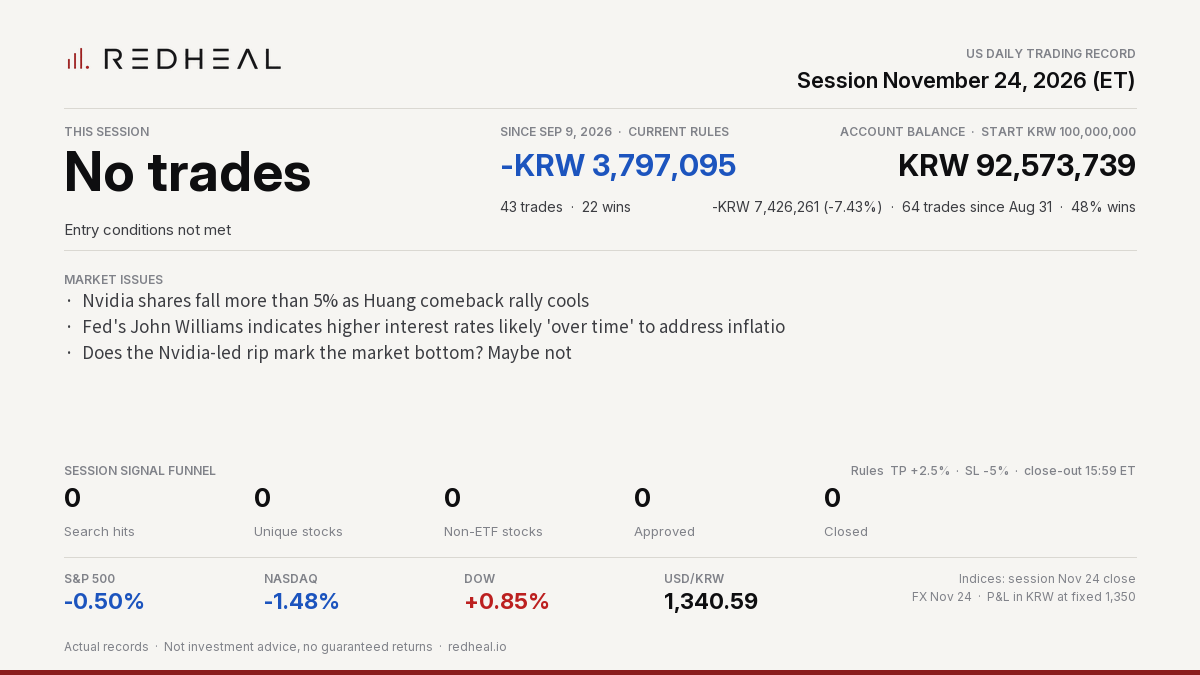 REDHEAL
US DAILY TRADING RECORD
Session November 24, 2026 (ET)
THIS SESSION
No trades
Entry conditions not met
SINCE SEP 9, 2026 · CURRENT RULES
-KRW 3,797,095
43 trades · 22 wins
ACCOUNT BALANCE · START KRW 100,000,000
KRW 92,573,739
-KRW 7,426,261 (-7.43%) · 64 trades since Aug 31 · 48% wins
MARKET ISSUES
· Nvidia shares fall more than 5% as Huang comeback rally cools
· Fed's John Williams indicates higher interest rates likely 'over time' to address inflatio
· Does the Nvidia-led rip mark the market bottom? Maybe not
SESSION SIGNAL FUNNEL
Rules TP +2.5% · SL -5% · close-out 15:59 ET
0 0 0 0 0
Search hits Unique stocks Non-ETF stocks Approved Closed
S&P 500 NASDAQ DOW USD/KRW
-0.50% -1.48% +0.85% 1,340.59
Indices: session Nov 24 close
FX Nov 24 · P&L in KRW at fixed 1,350
Actual records · Not investment advice, no guaranteed returns · redheal.io